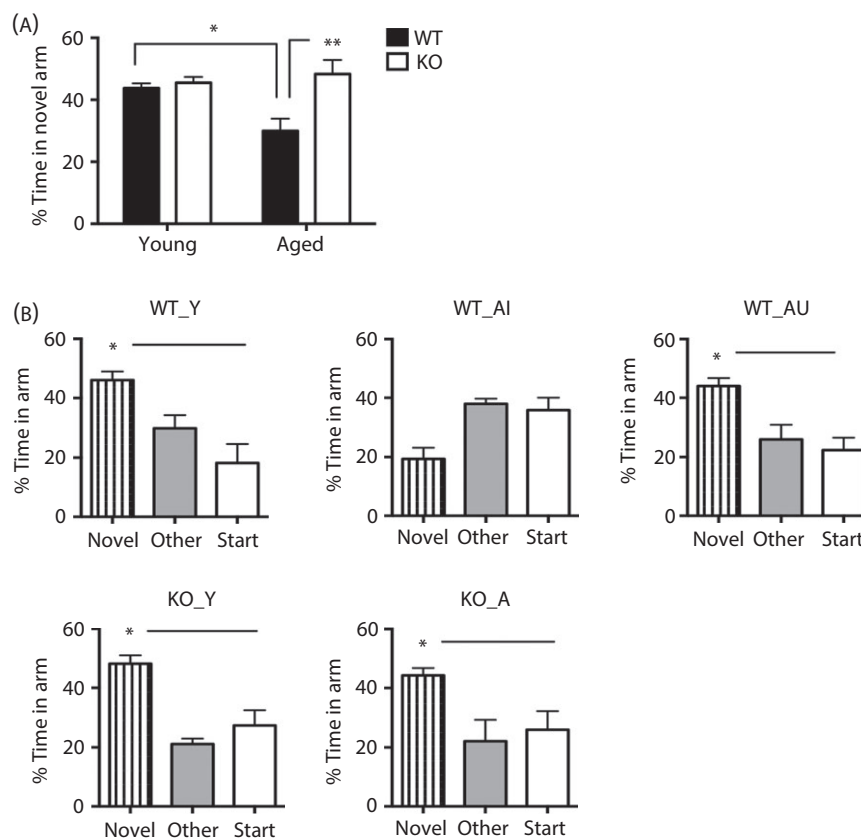 (A)
60
40
20
0
% Time in novel arm
*
**
WT
KO
Young Aged
(B)
WT_Y
60
40
20
0
% Time in arm
*
Novel Other Start
WT_AI
60
40
20
0
% Time in arm
Novel Other Start
WT_AU
60
40
20
0
% Time in arm
*
Novel Other Start
KO_Y
60
40
20
0
% Time in arm
*
Novel Other Start
KO_A
60
40
20
0
% Time in arm
*
Novel Other Start